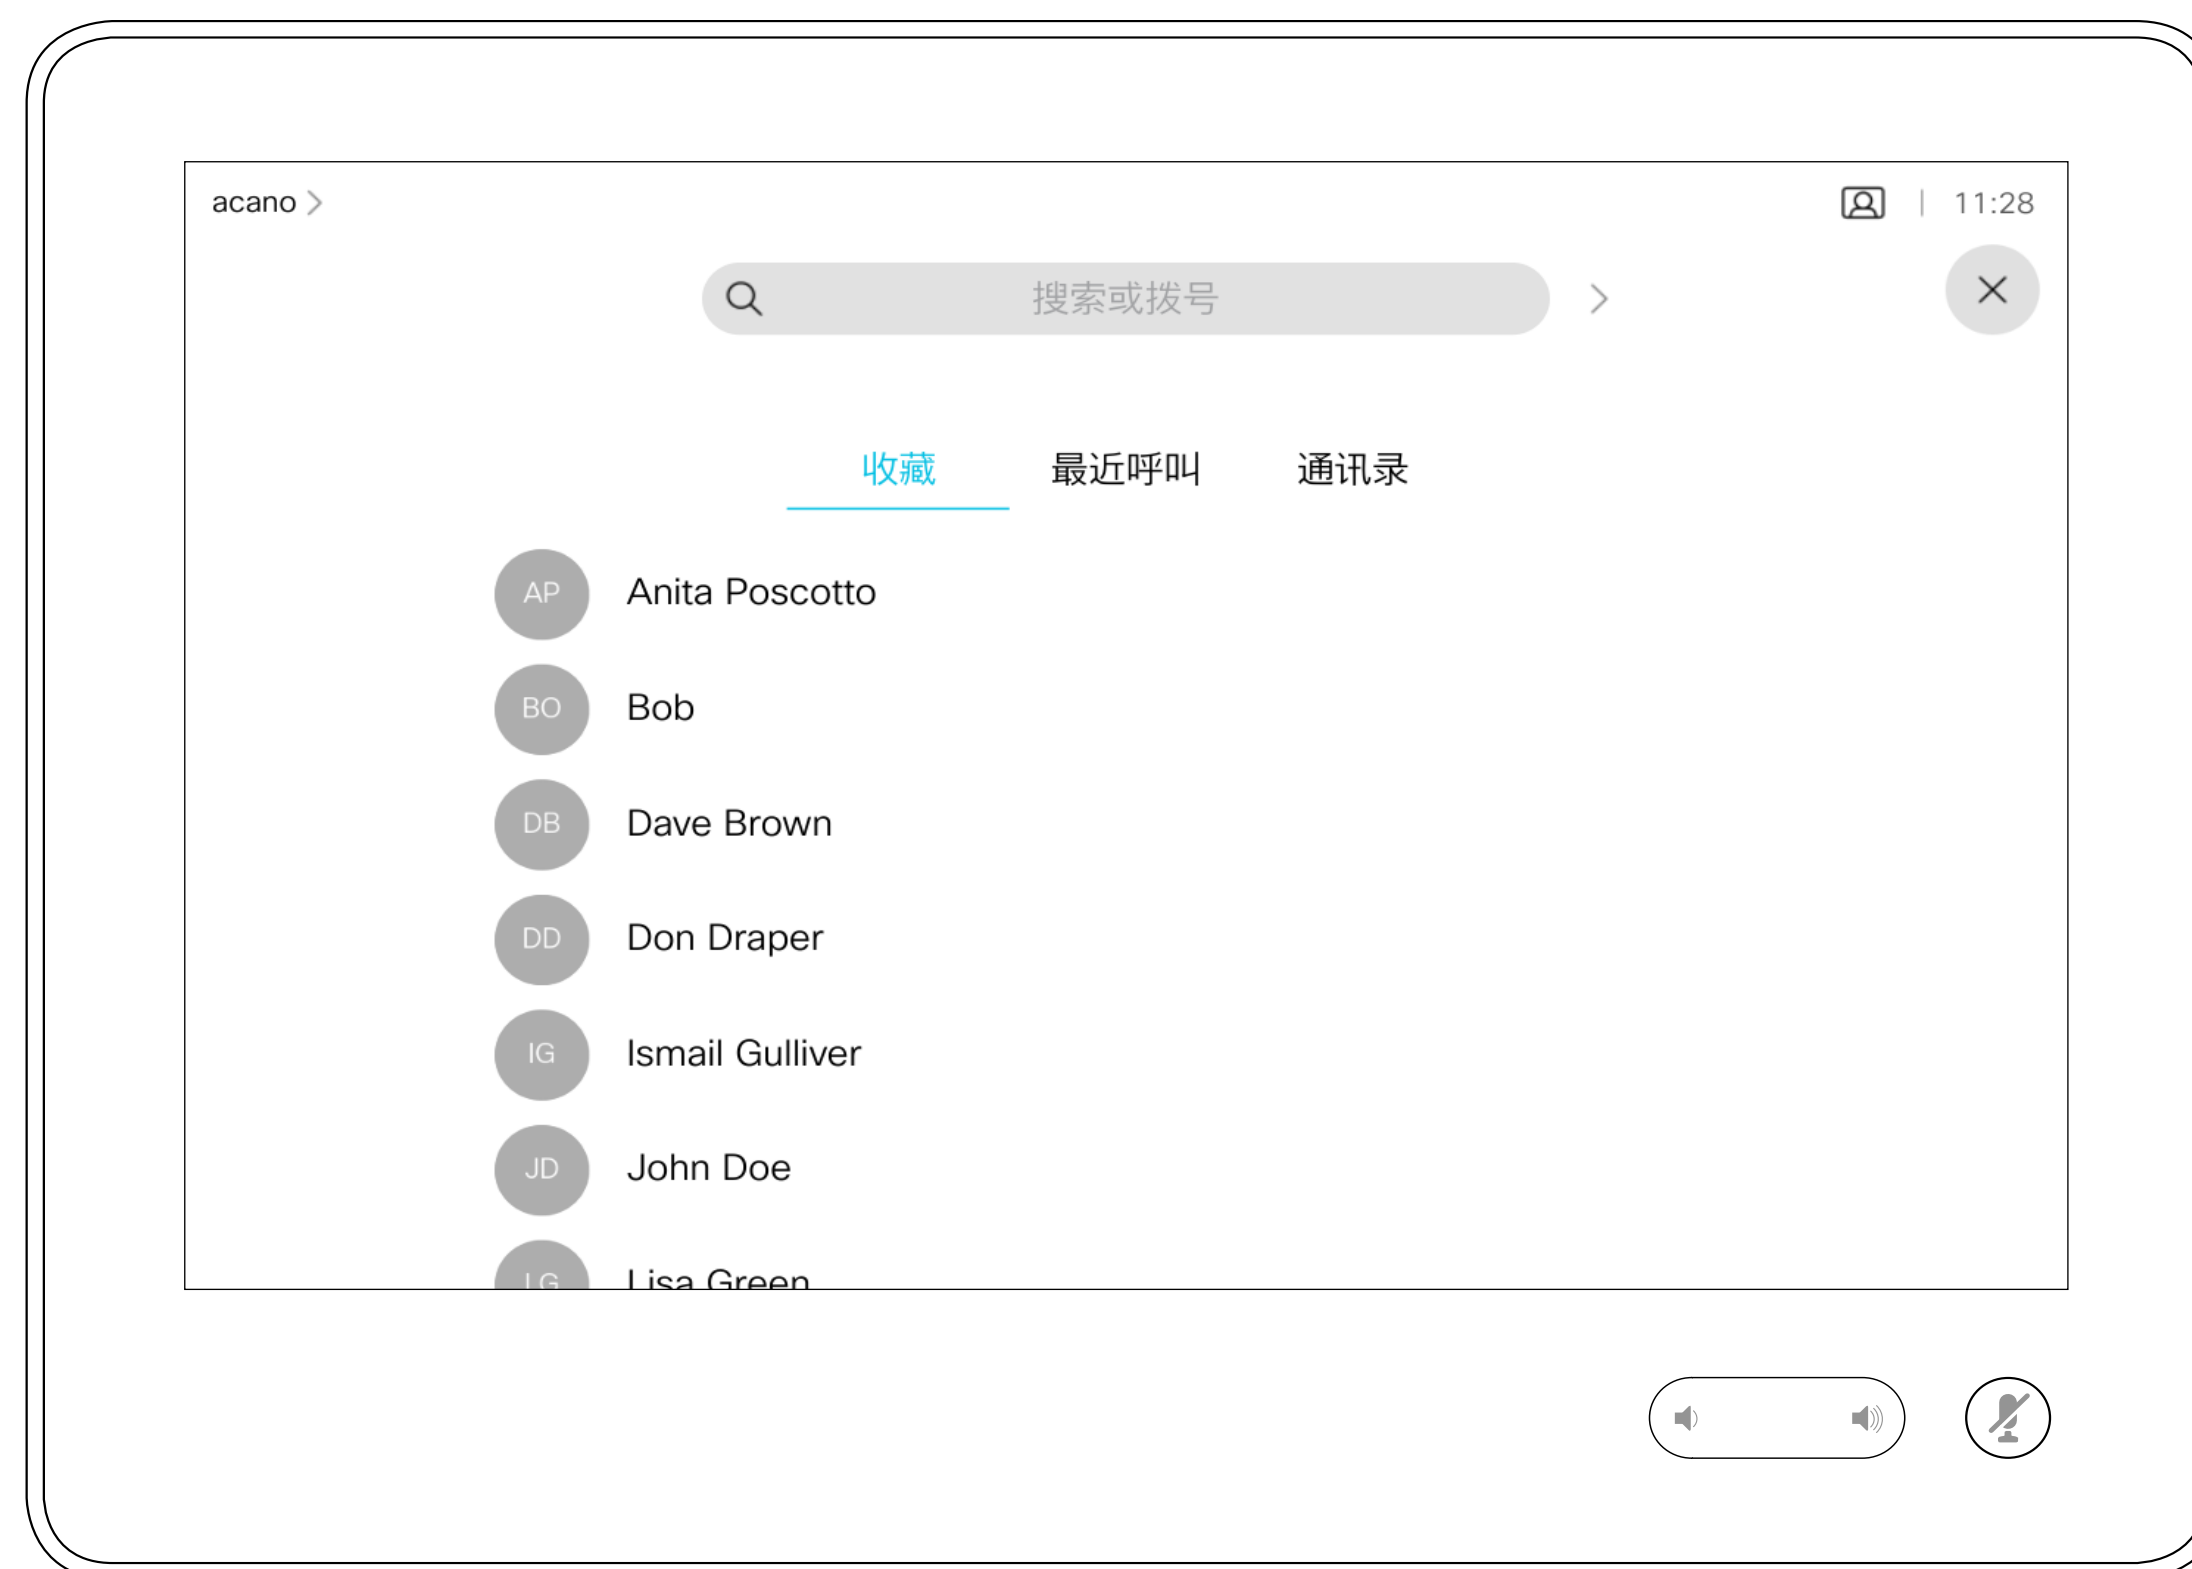 acano
11:28
搜索或拨号
收藏 最近呼叫 通讯录
AP Anita Poscotto
BO Bob
DB Dave Brown
DD Don Draper
IG Ismail Gulliver
JD John Doe
LG Lisa Green